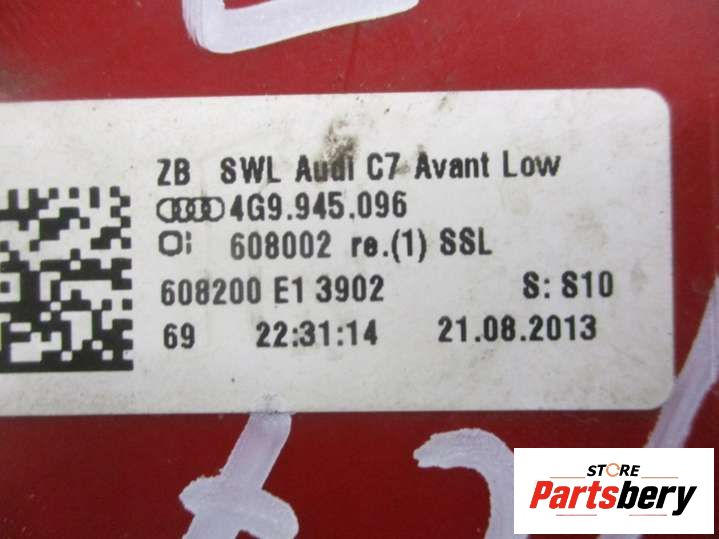 ZB SWL Audi C7 Avant Low
4G9.945.096
608002 re.(1) SSL
608200 E1 3902 S: S10
69 22:31:14 21.08.2013
STORE
Partsbery